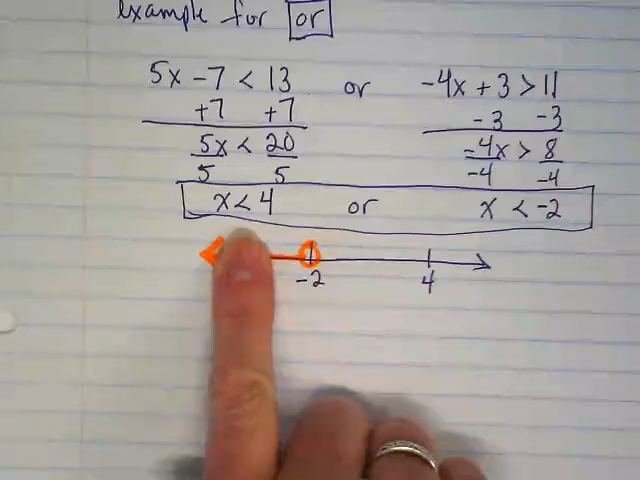 example for or
5x - 7 < 13 or -4x + 3 > 11
+7 +7 -3 -3
5x < 20 -4x > 8
5 5 -4 -4
x < 4 or x < -2
-2 4